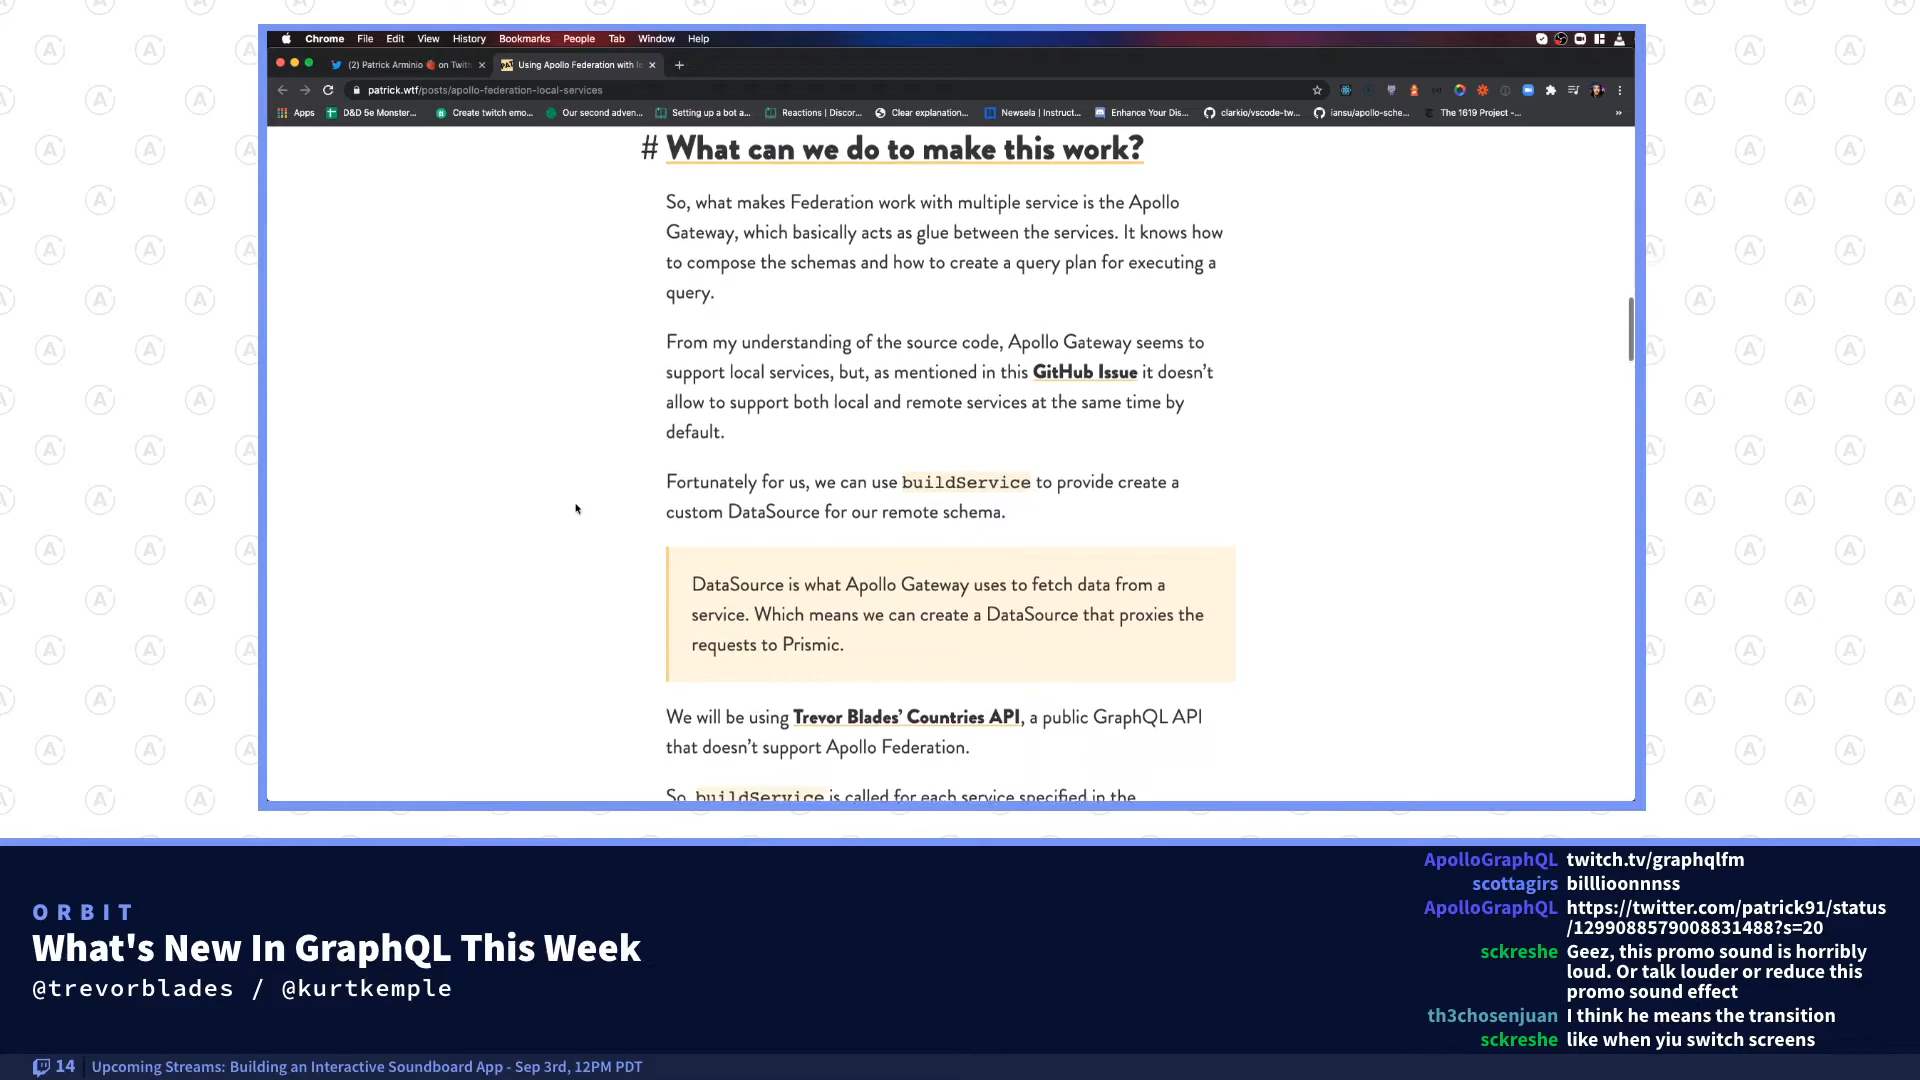 Chrome File Edit View History Bookmarks People Tab Window Help
(2) Patrick Arminio on Twit
Using Apollo Federation with l
patrick.wtf/posts/apollo-federation-local-services
Apps D&D 5e Monster... Create twitch emo... Our second adven... Setting up a bot a... Reactions | Discor... Clear explanation... Newsela | Instruct... Enhance Your Dis... clarkio/vscode-tw... iansu/apollo-sche... The 1619 Project -... »
# What can we do to make this work?
So, what makes Federation work with multiple service is the Apollo
Gateway, which basically acts as glue between the services. It knows how
to compose the schemas and how to create a query plan for executing a
query.
From my understanding of the source code, Apollo Gateway seems to
support local services, but, as mentioned in this GitHub Issue it doesn't
allow to support both local and remote services at the same time by
default.
Fortunately for us, we can use buildService to provide create a
custom DataSource for our remote schema.
DataSource is what Apollo Gateway uses to fetch data from a
service. Which means we can create a DataSource that proxies the
requests to Prismic.
We will be using Trevor Blades' Countries API, a public GraphQL API
that doesn't support Apollo Federation.
So, buildService is called for each service specified in the
ORBIT
What's New In GraphQL This Week
@trevorblades / @kurtkemple
14 Upcoming Streams: Building an Interactive Soundboard App - Sep 3rd, 12PM PDT
ApolloGraphQL twitch.tv/graphqlfm
scottagirs billlioonnnss
ApolloGraphQL https://twitter.com/patrick91/status
/1299088579008831488?s=20
sckreshe Geez, this promo sound is horribly
loud. Or talk louder or reduce this
promo sound effect
th3chosenjuan I think he means the transition
sckreshe like when yiu switch screens